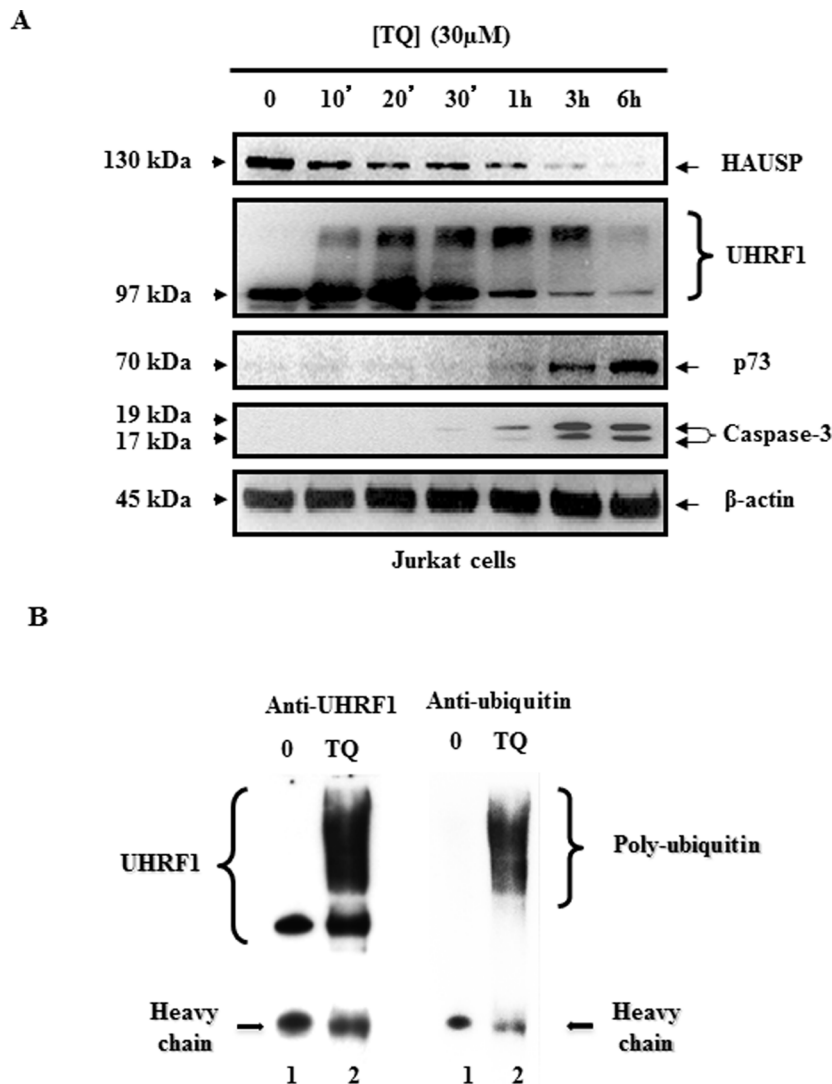 A
[TQ] (30μM)
0 10’ 20’ 30’ 1h 3h 6h
130 kDa HAUSP
97 kDa UHRF1
70 kDa p73
19 kDa
17 kDa Caspase-3
45 kDa β-actin
Jurkat cells
B
Anti-UHRF1 Anti-ubiquitin
0 TQ 0 TQ
UHRF1 Poly-ubiquitin
Heavy chain Heavy chain
1 2 1 2